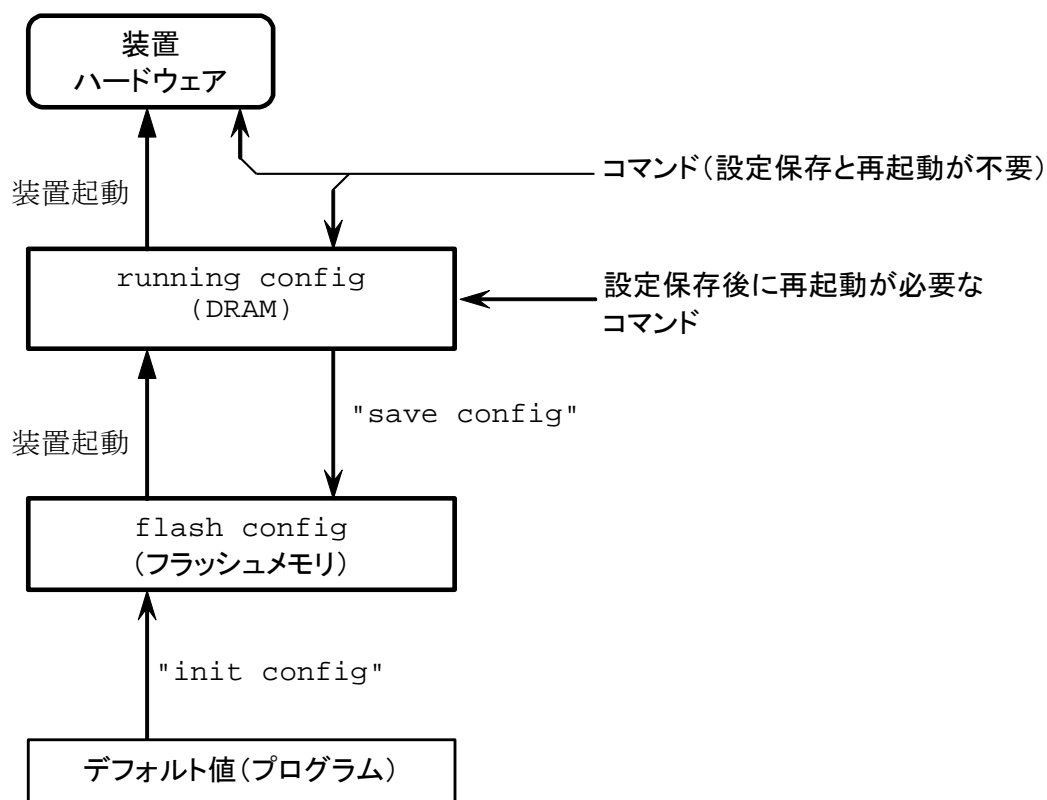 装置
ハードウェア
コマンド（設定保存と再起動が不要）
装置起動
running config
(DRAM)
設定保存後に再起動が必要な
コマンド
"save config"
装置起動
flash config
（フラッシュメモリ）
"init config"
デフォルト値（プログラム）